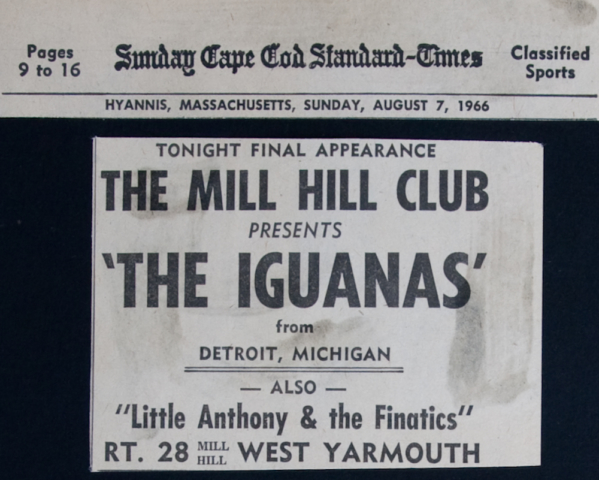 Pages
9 to 16
Sunday Cape Cod Standard-Times
Classified
Sports
HYANNIS, MASSACHUSETTS, SUNDAY, AUGUST 7, 1966
TONIGHT FINAL APPEARANCE
THE MILL HILL CLUB
PRESENTS
'THE IGUANAS'
from
DETROIT, MICHIGAN
— ALSO —
"Little Anthony & the Finatics"
RT. 28 MILL HILL WEST YARMOUTH